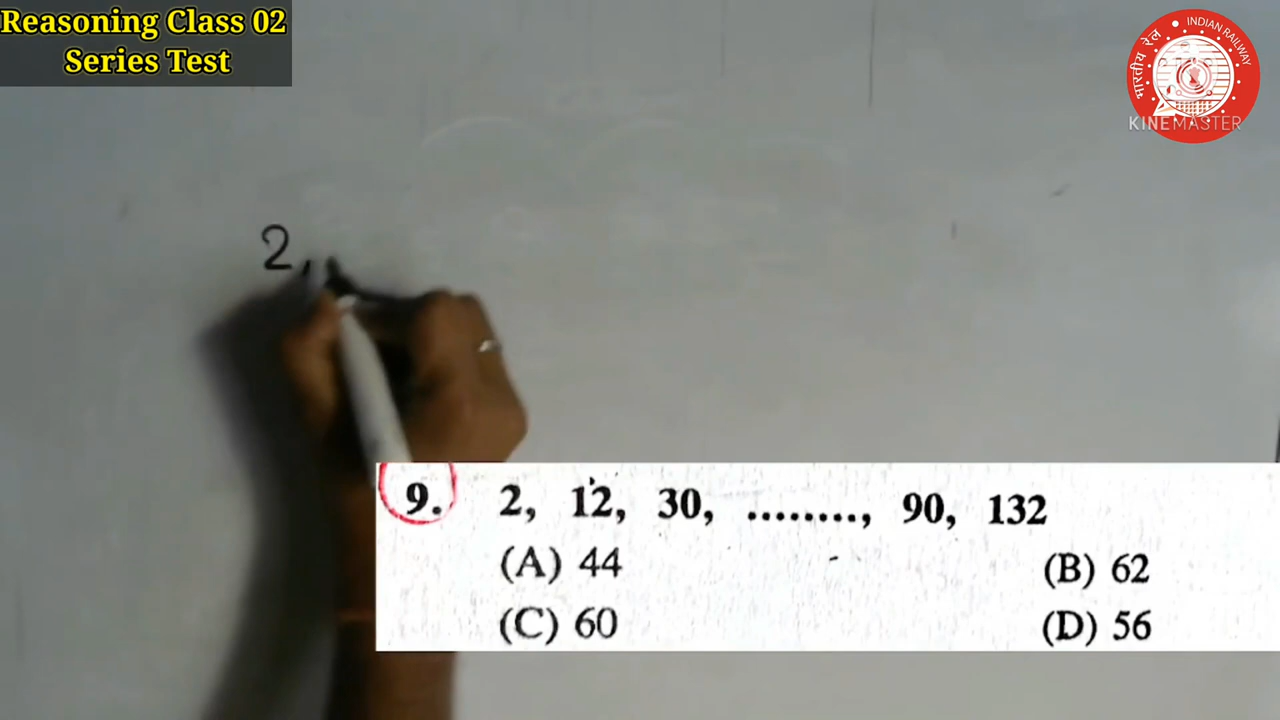 Reasoning Class 02
Series Test
भारतीय रेल • INDIAN RAILWAY
KINEMASTER
2,
9. 2, 12, 30, ........, 90, 132
(A) 44 (B) 62
(C) 60 (D) 56